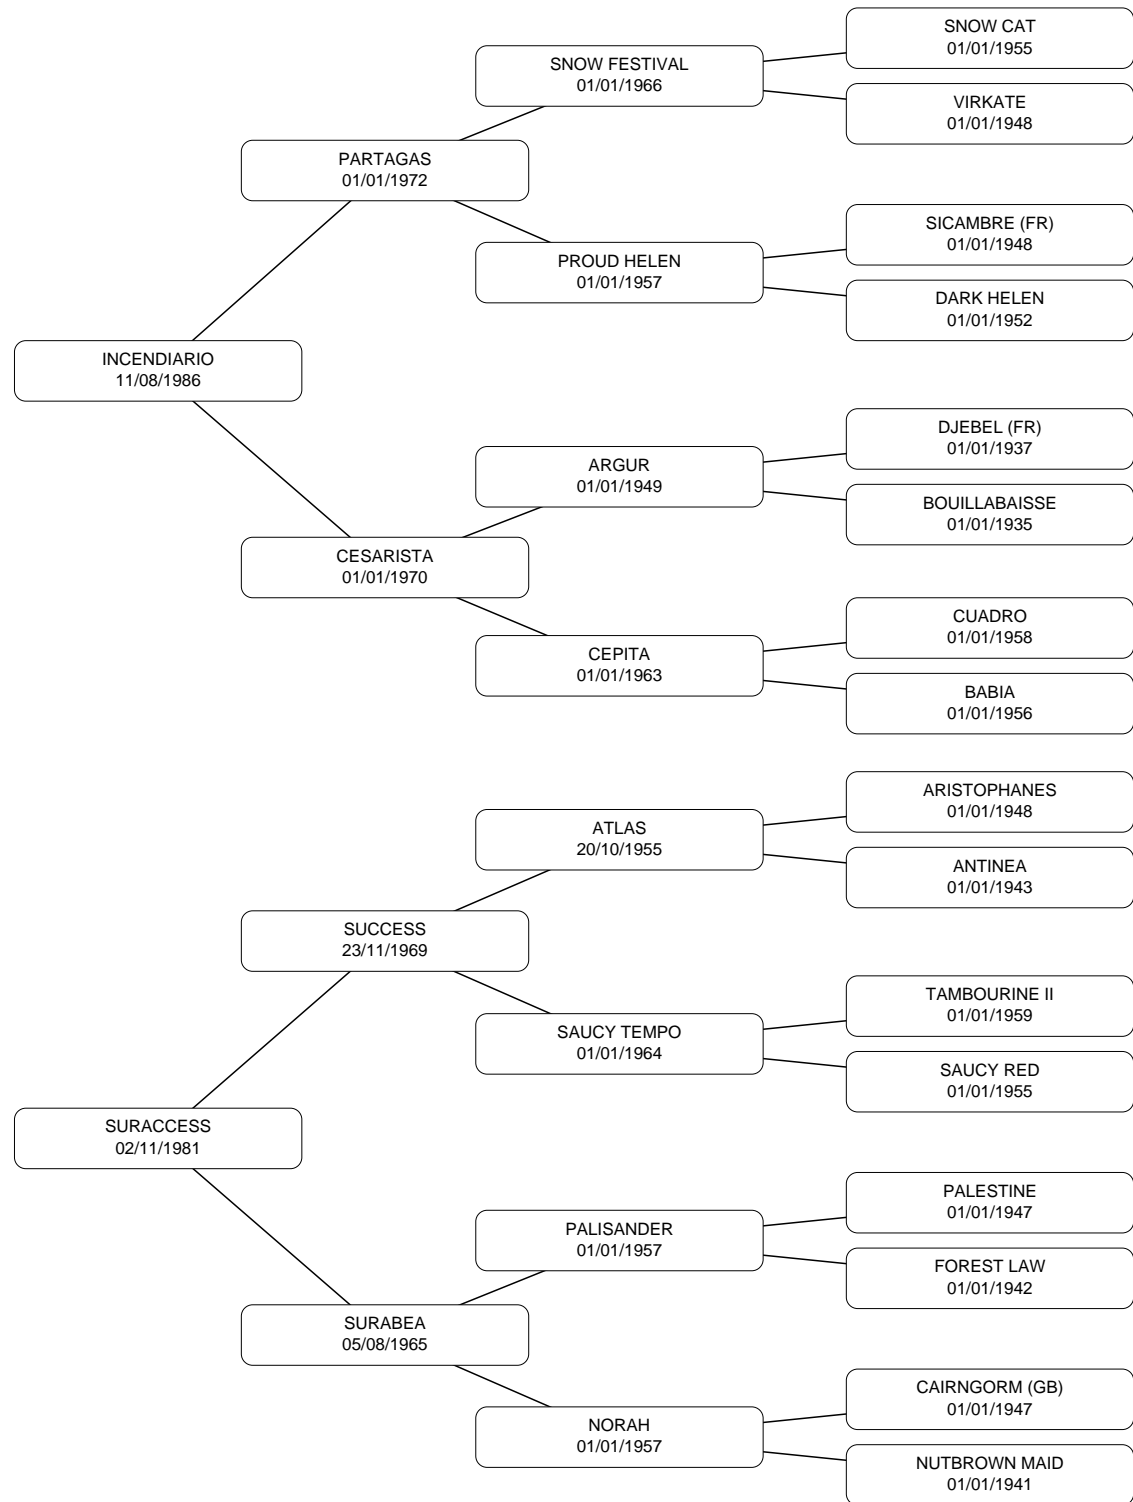 SNOW CAT
01/01/1955
SNOW FESTIVAL
01/01/1966
VIRKATE
01/01/1948
PARTAGAS
01/01/1972
SICAMBRE (FR)
01/01/1948
PROUD HELEN
01/01/1957
DARK HELEN
01/01/1952
INCENDIARIO
11/08/1986
DJEBEL (FR)
01/01/1937
ARGUR
01/01/1949
BOUILLABAISSE
01/01/1935
CESARISTA
01/01/1970
CUADRO
01/01/1958
CEPITA
01/01/1963
BABIA
01/01/1956
ARISTOPHANES
01/01/1948
ATLAS
20/10/1955
ANTINEA
01/01/1943
SUCCESS
23/11/1969
TAMBOURINE II
01/01/1959
SAUCY TEMPO
01/01/1964
SAUCY RED
01/01/1955
SURACCESS
02/11/1981
PALESTINE
01/01/1947
PALISANDER
01/01/1957
FOREST LAW
01/01/1942
SURABEA
05/08/1965
CAIRNGORM (GB)
01/01/1947
NORAH
01/01/1957
NUTBROWN MAID
01/01/1941